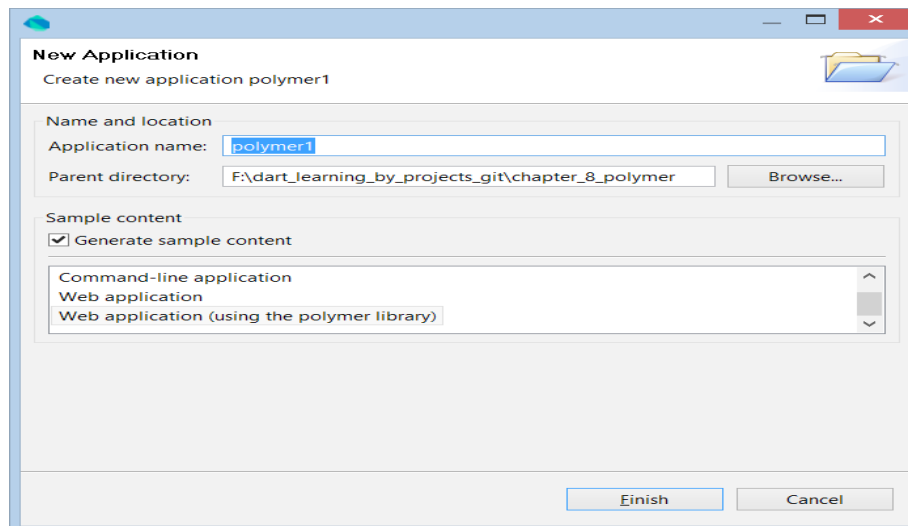 New Application
Create new application polymer1
Name and location
Application name: polymer1
Parent directory: F:\dart_learning_by_projects_git\chapter_8_polymer Browse...
Sample content
Generate sample content
Command-line application
Web application
Web application (using the polymer library)
Finish Cancel